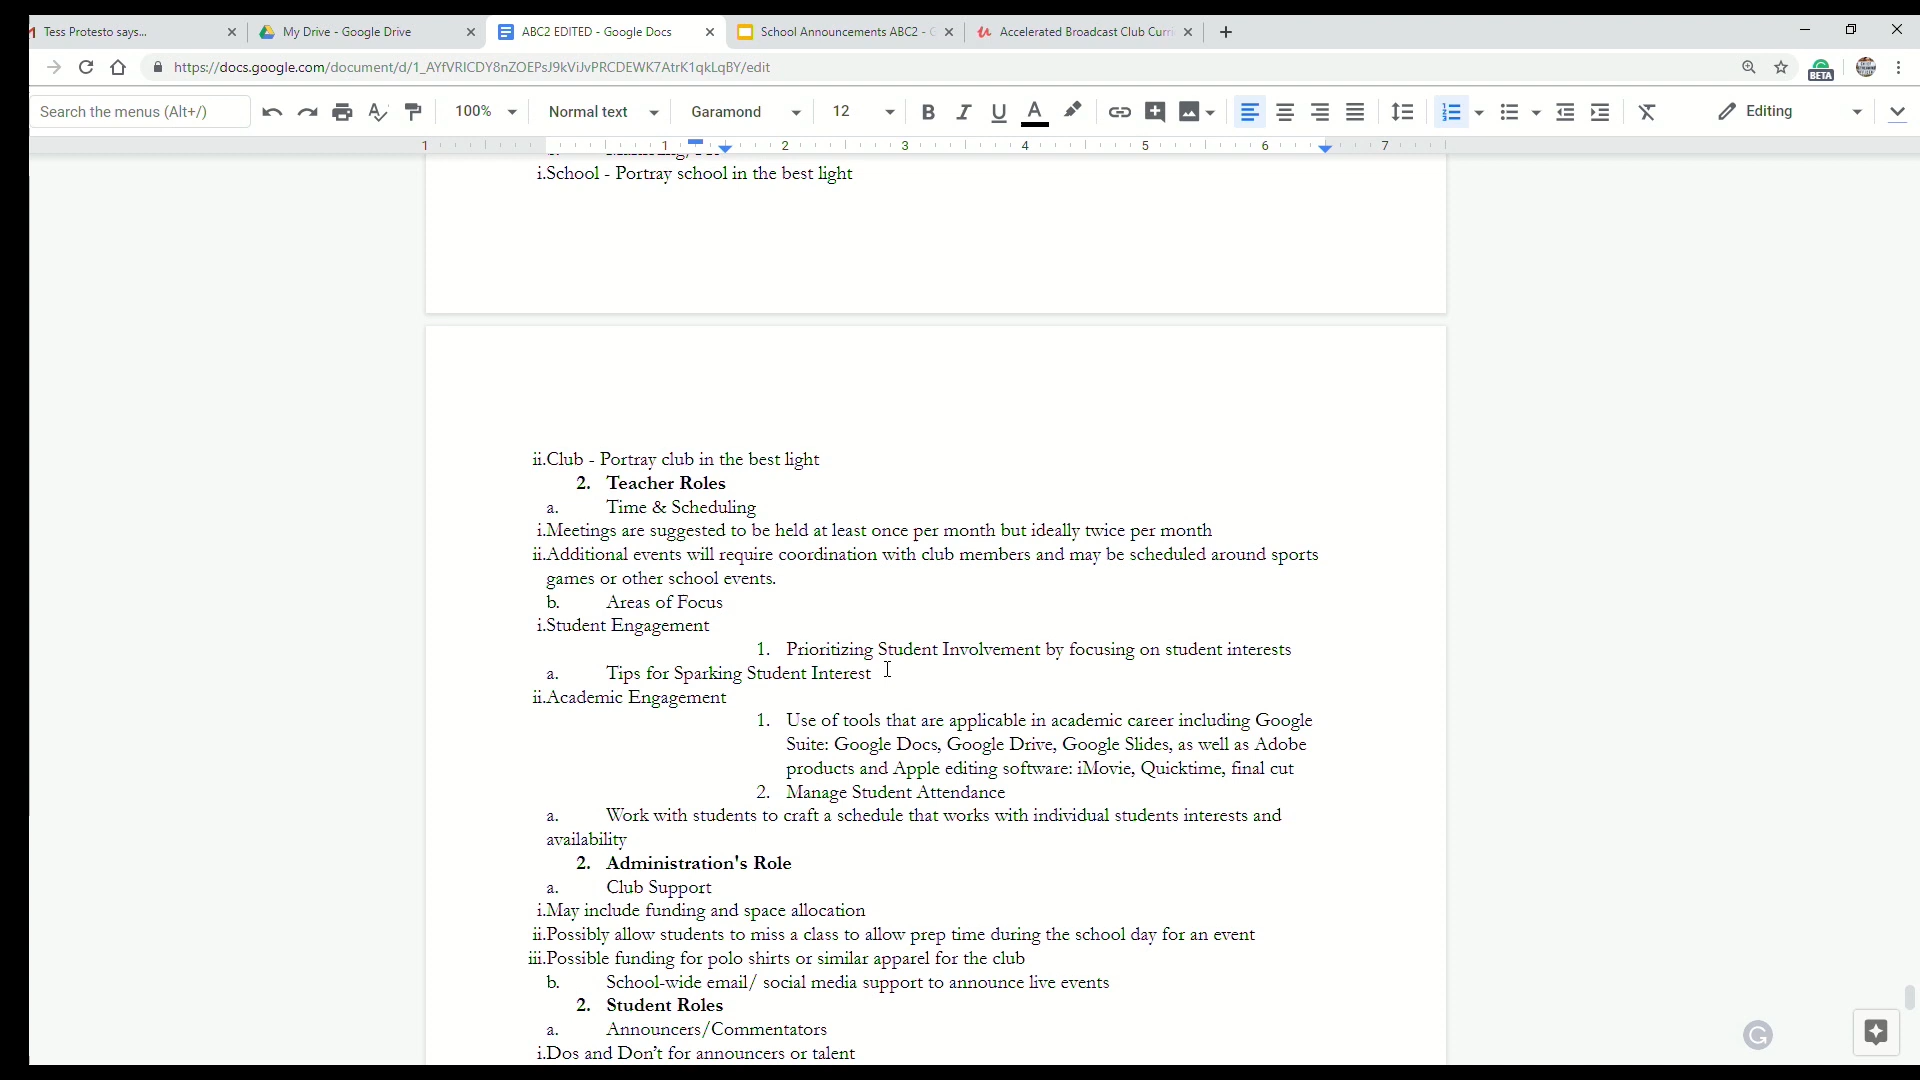 Tess Protesto says...
My Drive - Google Drive
ABC2 EDITED - Google Docs
School Announcements ABC2 -
Accelerated Broadcast Club
https://docs.google.com/document/d/1_AYfVRICDY8nZOEPsJ9kViJvPRCDEWK7AtrK1qkLqBY/edit
BETA
Search the menus (Alt+/)
100%
Normal text
Garamond
12
Editing
1 1 2 3 4 5 6 7
i.School - Portray school in the best light
ii.Club - Portray club in the best light
2. Teacher Roles
a. Time & Scheduling
i.Meetings are suggested to be held at least once per month but ideally twice per month
ii.Additional events will require coordination with club members and may be scheduled around sports
games or other school events.
b. Areas of Focus
i.Student Engagement
1. Prioritizing Student Involvement by focusing on student interests
a. Tips for Sparking Student Interest
ii.Academic Engagement
1. Use of tools that are applicable in academic career including Google
Suite: Google Docs, Google Drive, Google Slides, as well as Adobe
products and Apple editing software: iMovie, Quicktime, final cut
2. Manage Student Attendance
a. Work with students to craft a schedule that works with individual students interests and
availability
2. Administration's Role
a. Club Support
i.May include funding and space allocation
ii.Possibly allow students to miss a class to allow prep time during the school day for an event
iii.Possible funding for polo shirts or similar apparel for the club
b. School-wide email/ social media support to announce live events
2. Student Roles
a. Announcers/Commentators
i.Dos and Don't for announcers or talent